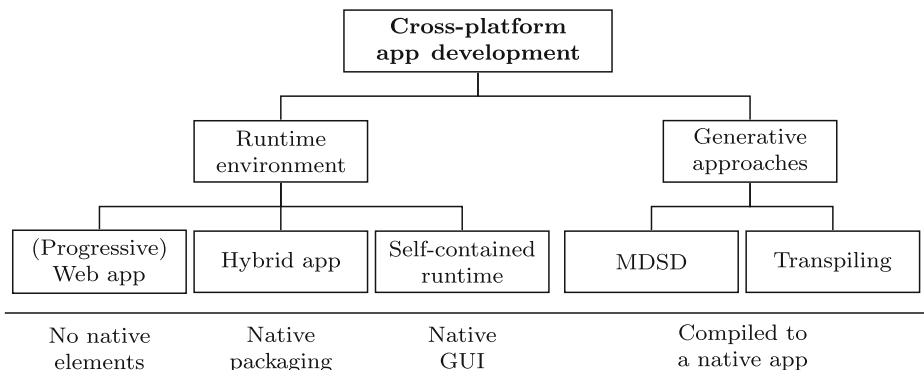 Cross-platform
app development
Runtime
environment
Generative
approaches
(Progressive)
Web app
Hybrid app
Self-contained
runtime
MDSD
Transpiling
No native
elements
Native
packaging
Native
GUI
Compiled to
a native app